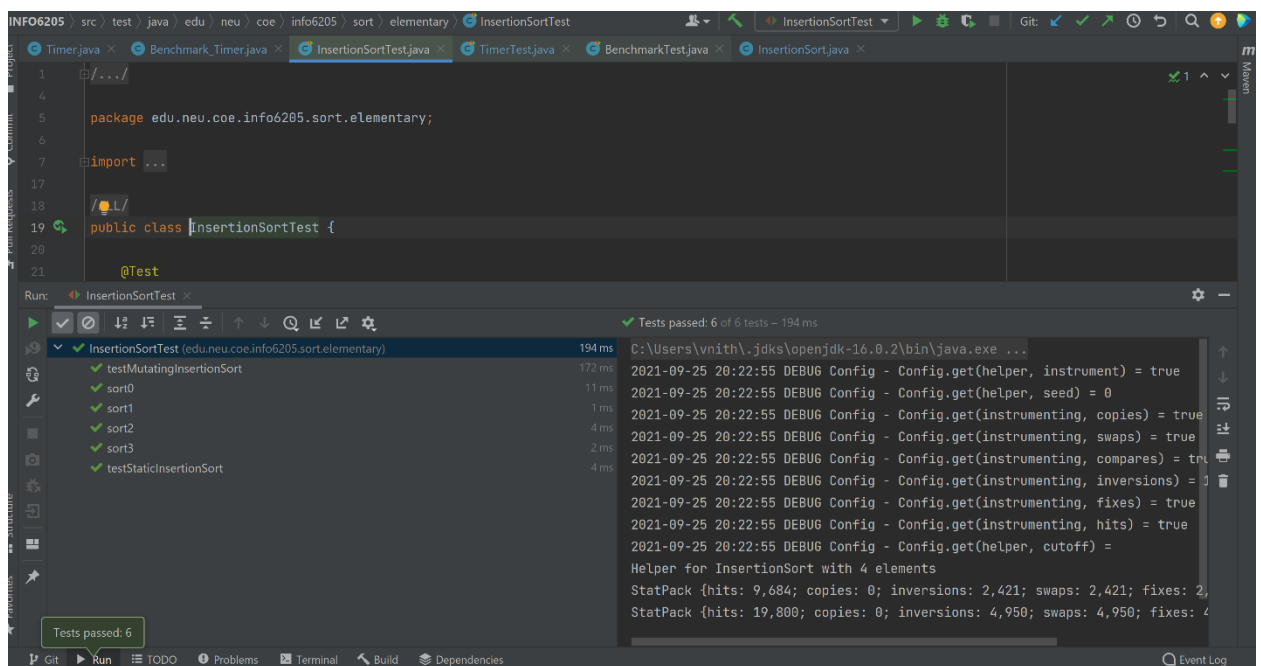 INFO6205 〉 src 〉 test 〉 java 〉 edu 〉 neu 〉 coe 〉 info6205 〉 sort 〉 elementary 〉 InsertionSortTest
InsertionSortTest
Git:
Timer.java × Benchmark_Timer.java × InsertionSortTest.java × TimerTest.java × BenchmarkTest.java × InsertionSort.java ×
Project
Commit
Pull Requests
Structure
Favorites
m Maven
1 /.../
1
4
5 package edu.neu.coe.info6205.sort.elementary;
6
7 import ...
17
18
19 public class InsertionSortTest {
20
21 @Test
Run: InsertionSortTest ×
Tests passed: 6 of 6 tests – 194 ms
InsertionSortTest (edu.neu.coe.info6205.sort.elementary) 194 ms
testMutatingInsertionSort 172 ms
sort0 11 ms
sort1 1 ms
sort2 4 ms
sort3 2 ms
testStaticInsertionSort 4 ms
C:\Users\vnith\.jdks\openjdk-16.0.2\bin\java.exe ...
2021-09-25 20:22:55 DEBUG Config - Config.get(helper, instrument) = true
2021-09-25 20:22:55 DEBUG Config - Config.get(helper, seed) = 0
2021-09-25 20:22:55 DEBUG Config - Config.get(instrumenting, copies) = true
2021-09-25 20:22:55 DEBUG Config - Config.get(instrumenting, swaps) = true
2021-09-25 20:22:55 DEBUG Config - Config.get(instrumenting, compares) = tru
2021-09-25 20:22:55 DEBUG Config - Config.get(instrumenting, inversions) = 1
2021-09-25 20:22:55 DEBUG Config - Config.get(instrumenting, fixes) = true
2021-09-25 20:22:55 DEBUG Config - Config.get(instrumenting, hits) = true
2021-09-25 20:22:55 DEBUG Config - Config.get(helper, cutoff) =
Helper for InsertionSort with 4 elements
StatPack {hits: 9,684; copies: 0; inversions: 2,421; swaps: 2,421; fixes: 2,
StatPack {hits: 19,800; copies: 0; inversions: 4,950; swaps: 4,950; fixes: 4
Tests passed: 6
Git Run TODO Problems Terminal Build Dependencies Event Log